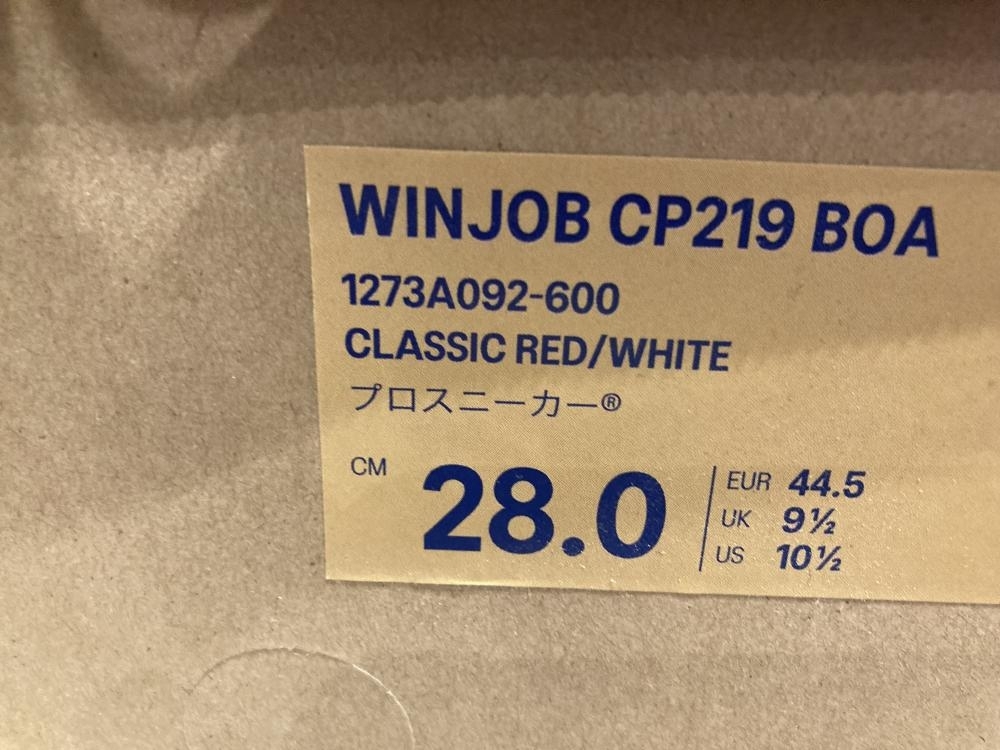 WINJOB CP219 BOA
1273A092-600
CLASSIC RED/WHITE
プロスニーカー®
CM 28.0
EUR 44.5
UK 9½
US 10½